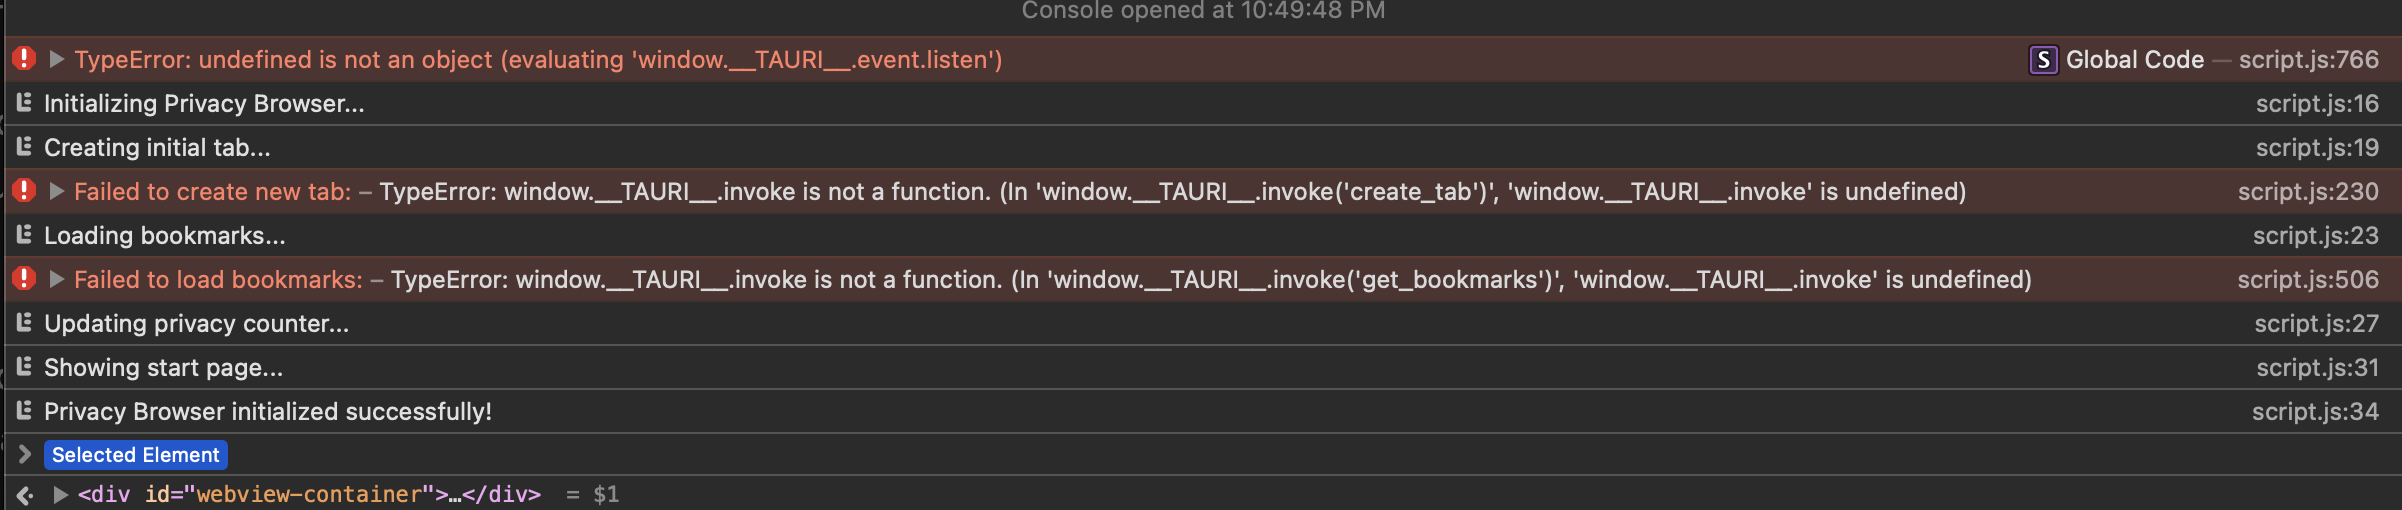 Console opened at 10:49:48 PM
TypeError: undefined is not an object (evaluating 'window.__TAURI__.event.listen') S Global Code — script.js:766
Initializing Privacy Browser... script.js:16
Creating initial tab... script.js:19
Failed to create new tab: – TypeError: window.__TAURI__.invoke is not a function. (In 'window.__TAURI__.invoke('create_tab')', 'window.__TAURI__.invoke' is undefined) script.js:230
Loading bookmarks... script.js:23
Failed to load bookmarks: – TypeError: window.__TAURI__.invoke is not a function. (In 'window.__TAURI__.invoke('get_bookmarks')', 'window.__TAURI__.invoke' is undefined) script.js:506
Updating privacy counter... script.js:27
Showing start page... script.js:31
Privacy Browser initialized successfully! script.js:34
Selected Element
<div id="webview-container">…</div> = $1